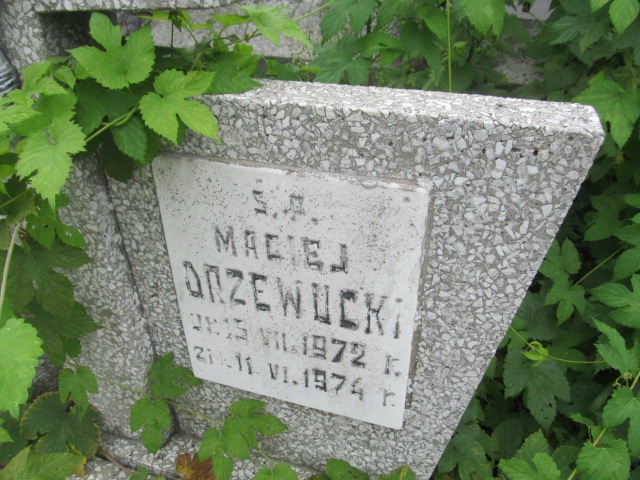 Ś. P.
MACIEJ
DRZEWUCKI
UR. 15 VII. 1972 r.
ZM. 11. VI. 1974 r.